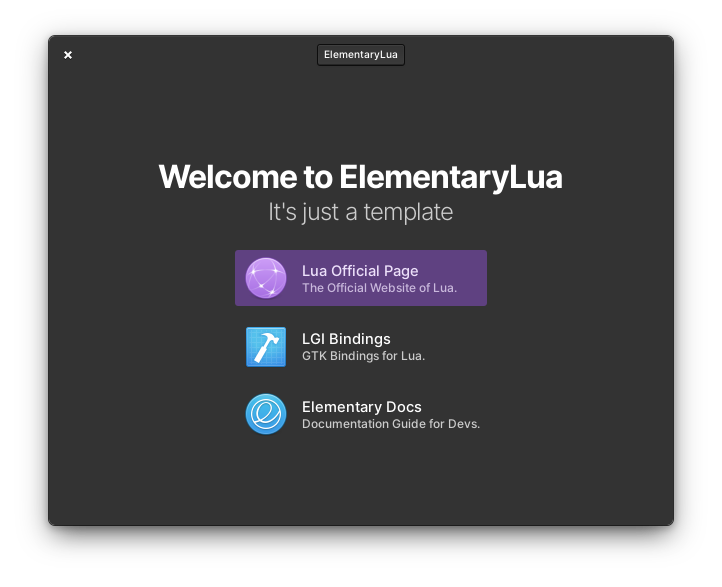 ElementaryLua
Welcome to ElementaryLua
It's just a template
Lua Official Page
The Official Website of Lua.
LGI Bindings
GTK Bindings for Lua.
Elementary Docs
Documentation Guide for Devs.